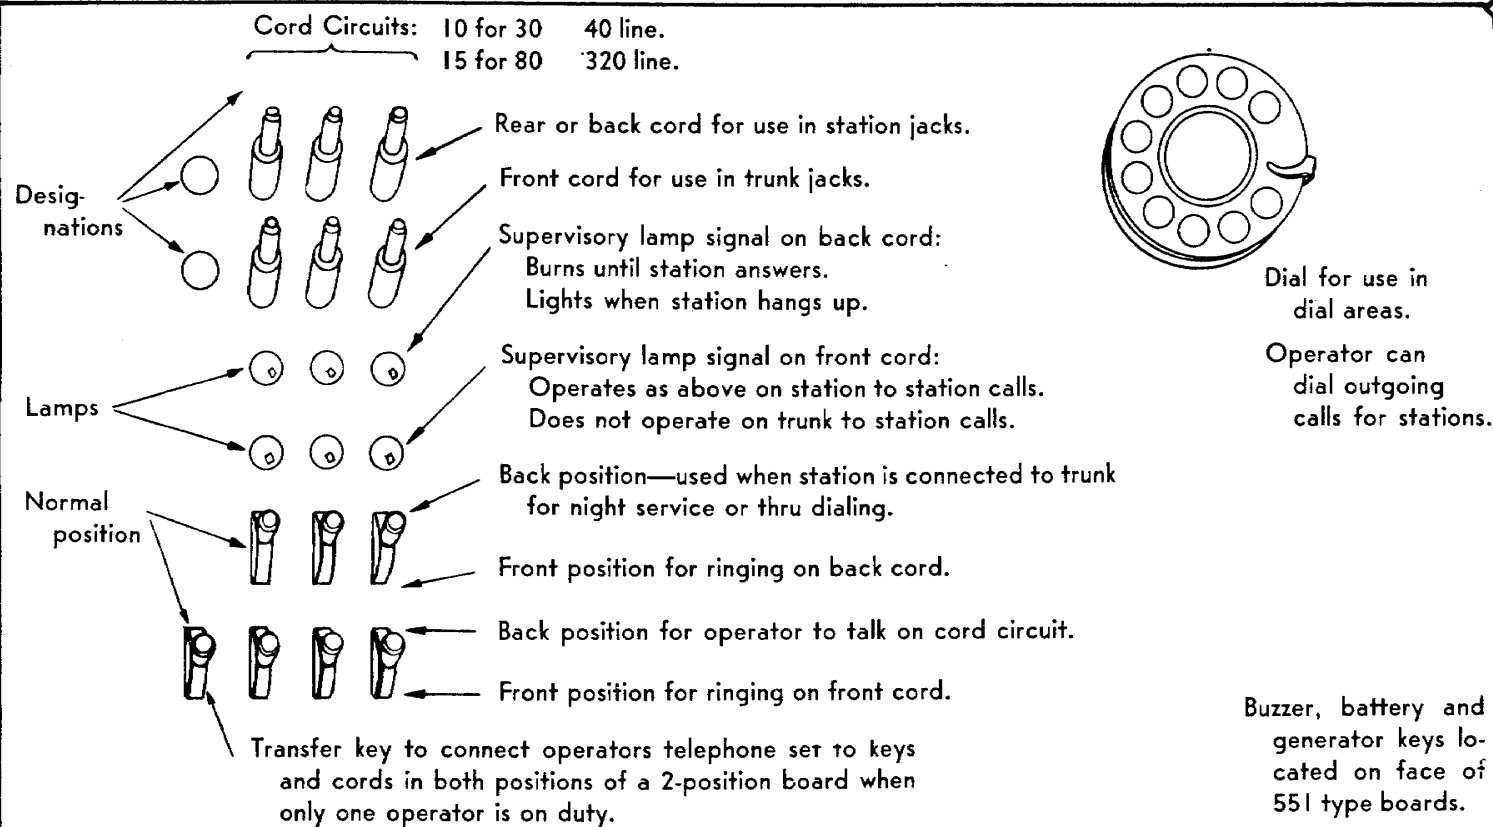 Cord Circuits: 10 for 30 40 line.
15 for 80 320 line.
Rear or back cord for use in station jacks.
Front cord for use in trunk jacks.
Desig-
nations
Supervisory lamp signal on back cord:
Burns until station answers.
Lights when station hangs up.
Dial for use in
dial areas.
Operator can
dial outgoing
calls for stations.
Supervisory lamp signal on front cord:
Operates as above on station to station calls.
Does not operate on trunk to station calls.
Lamps
Back position—used when station is connected to trunk
for night service or thru dialing.
Normal
position
Front position for ringing on back cord.
Back position for operator to talk on cord circuit.
Front position for ringing on front cord.
Transfer key to connect operators telephone set to keys
and cords in both positions of a 2-position board when
only one operator is on duty.
Buzzer, battery and
generator keys lo-
cated on face of
551 type boards.